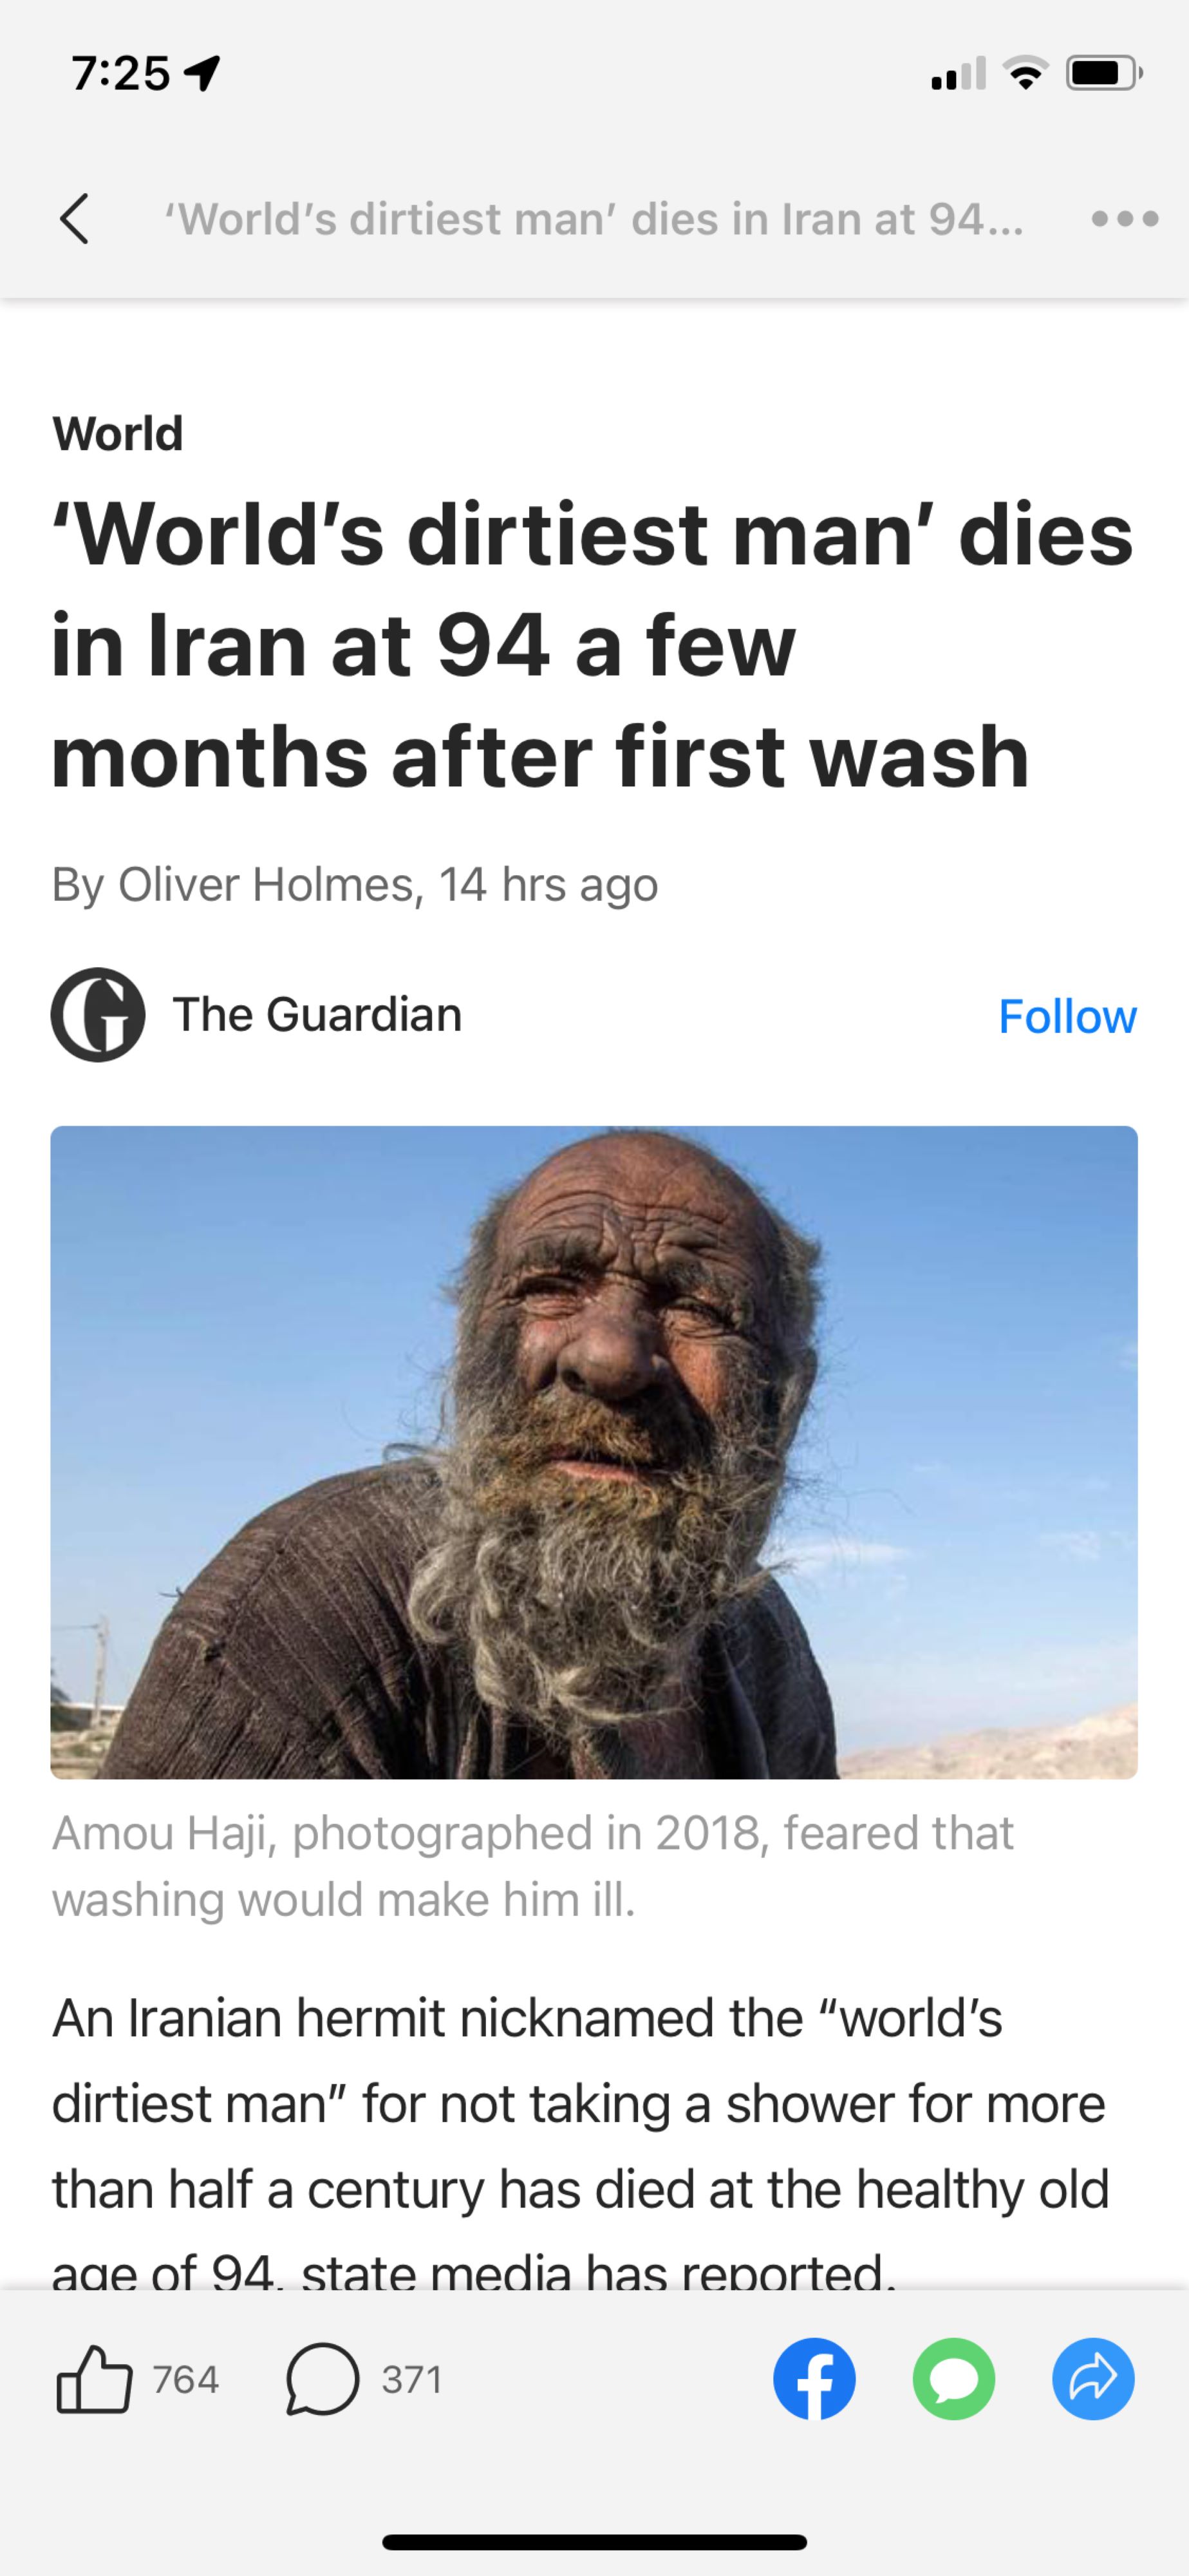 7:25
‘World’s dirtiest man’ dies in Iran at 94...
World
‘World’s dirtiest man’ dies
in Iran at 94 a few
months after first wash
By Oliver Holmes, 14 hrs ago
G The Guardian Follow
Amou Haji, photographed in 2018, feared that
washing would make him ill.
An Iranian hermit nicknamed the “world’s
dirtiest man” for not taking a shower for more
than half a century has died at the healthy old
age of 94, state media has reported.
764 371